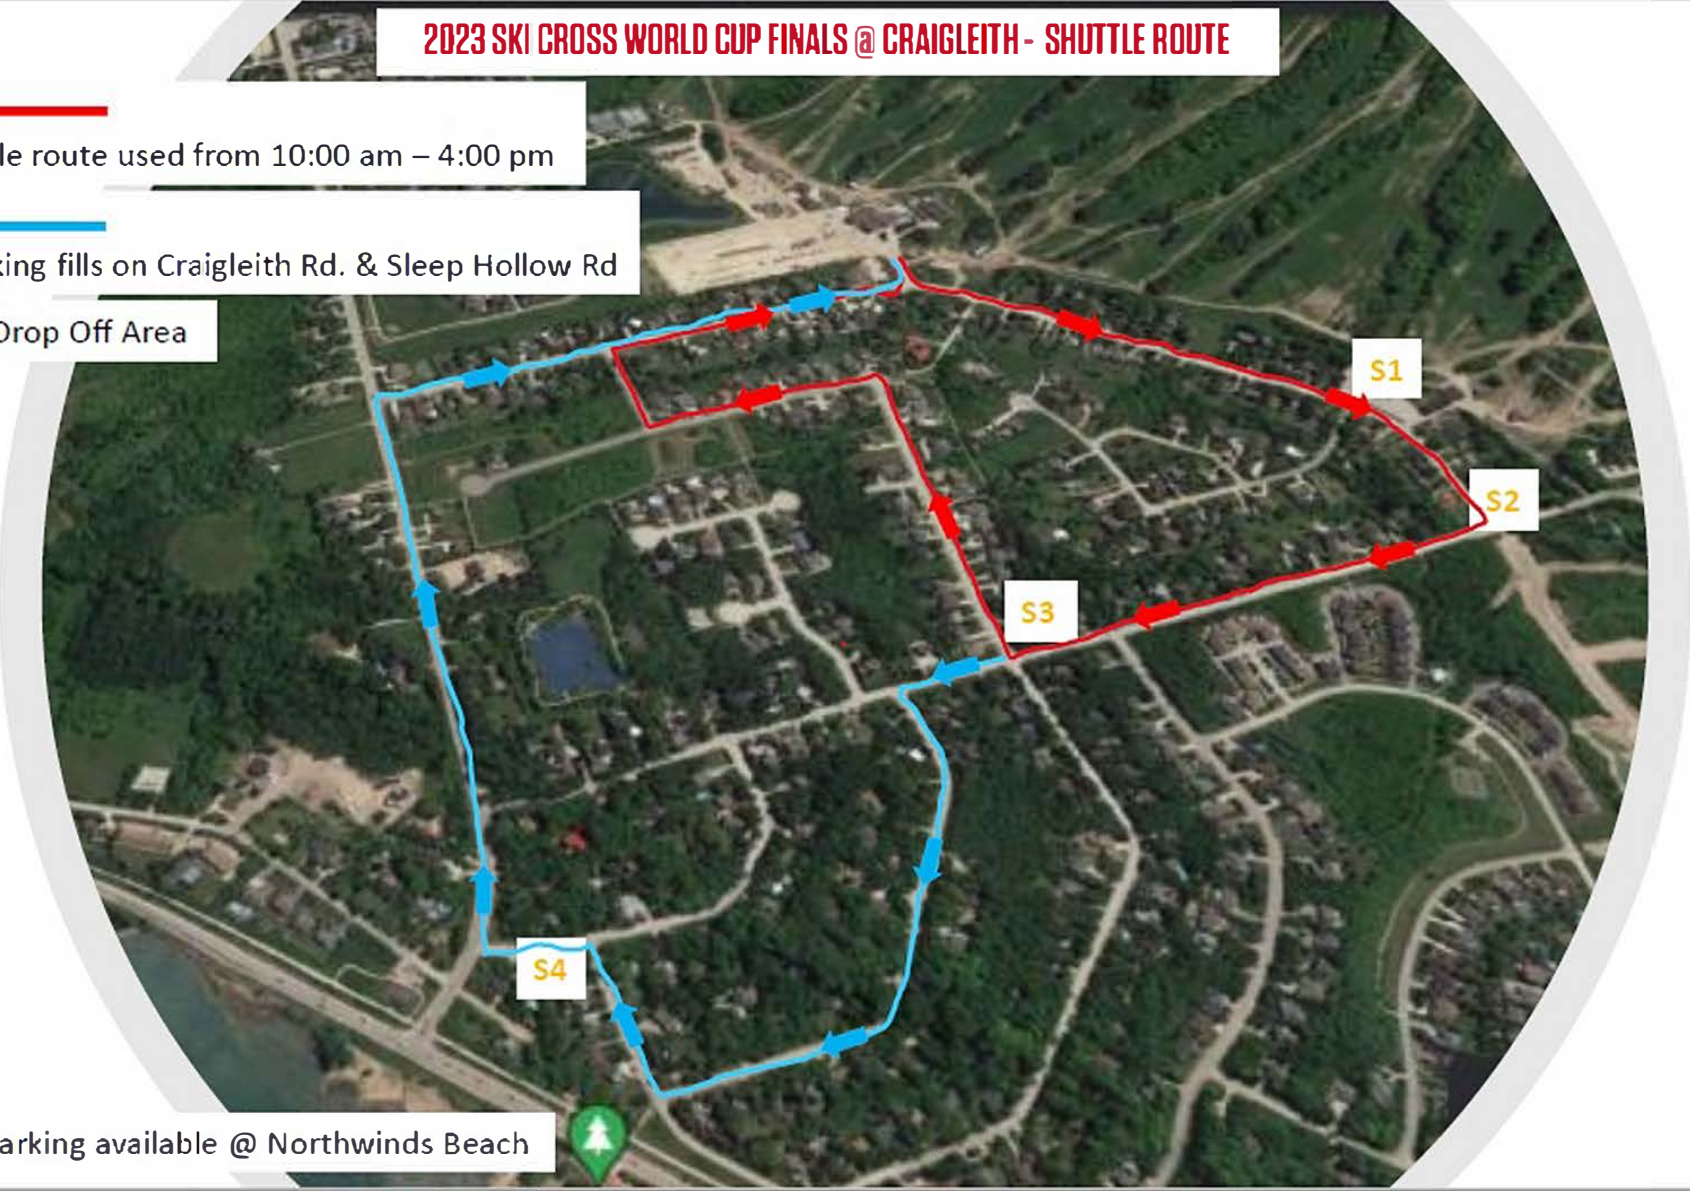 2023 SKI CROSS WORLD CUP FINALS @ CRAIGLEITH - SHUTTLE ROUTE
le route used from 10:00 am – 4:00 pm
king fills on Craigleith Rd. & Sleep Hollow Rd
Drop Off Area
S1
S2
S3
S4
arking available @ Northwinds Beach